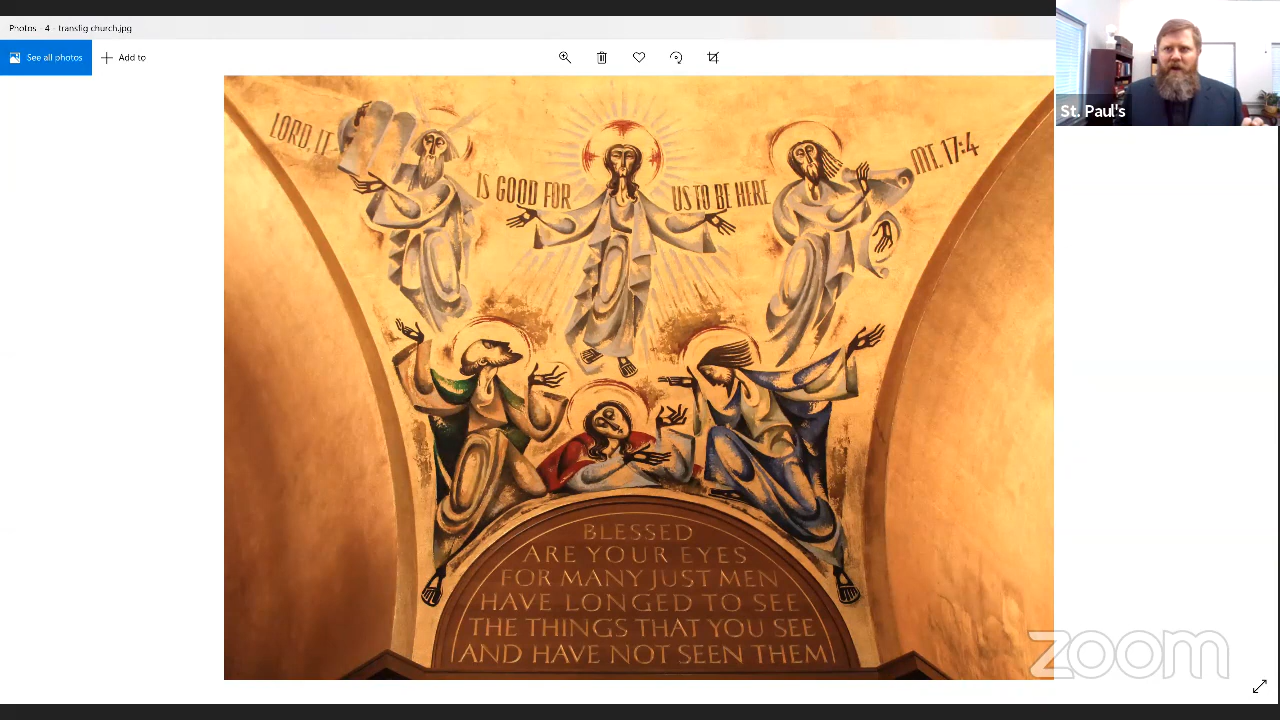 Photos - 4 - transfig church.jpg
See all photos
Add to
St. Paul's
LORD, IT IS GOOD FOR US TO BE HERE MT. 17:4
BLESSED
ARE YOUR EYES
FOR MANY JUST MEN
HAVE LONGED TO SEE
THE THINGS THAT YOU SEE
AND HAVE NOT SEEN THEM
zoom